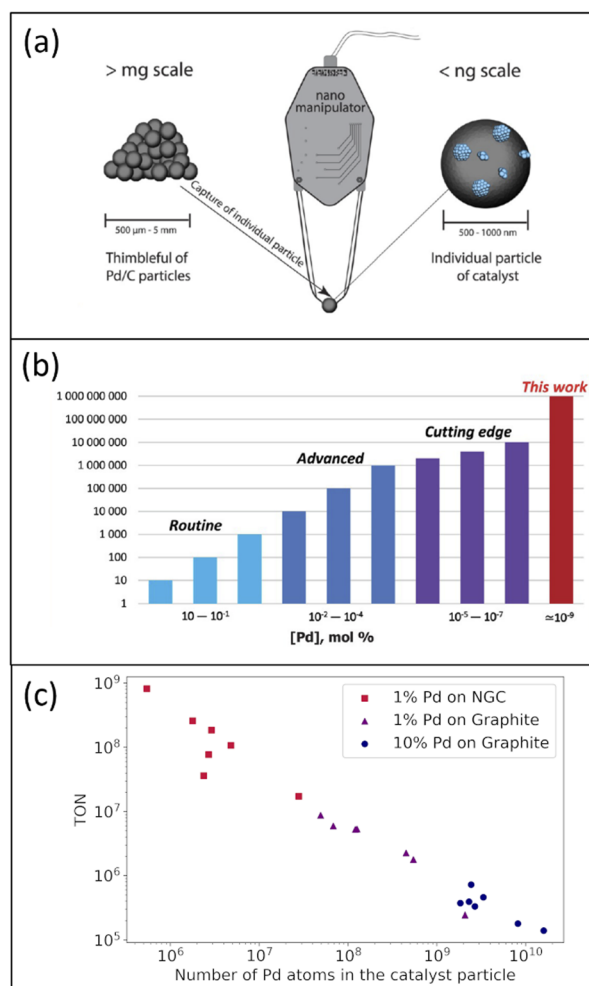 (a)
> mg scale
< ng scale
nano
manipulator
Capture of individual particle
500 µm - 5 mm
500 - 1000 nm
Thimbleful of
Pd/C particles
Individual particle
of catalyst
(b)
This work
1 000 000 000
100 000 000
10 000 000
1 000 000
100 000
10 000
1 000
100
10
1
Cutting edge
Advanced
Routine
10 — 10⁻¹
10⁻² — 10⁻⁴
10⁻⁵ — 10⁻⁷
≃10⁻⁹
[Pd], mol %
(c)
10⁹
10⁸
10⁷
10⁶
10⁵
TON
1% Pd on NGC
1% Pd on Graphite
10% Pd on Graphite
10⁶ 10⁷ 10⁸ 10⁹ 10¹⁰
Number of Pd atoms in the catalyst particle